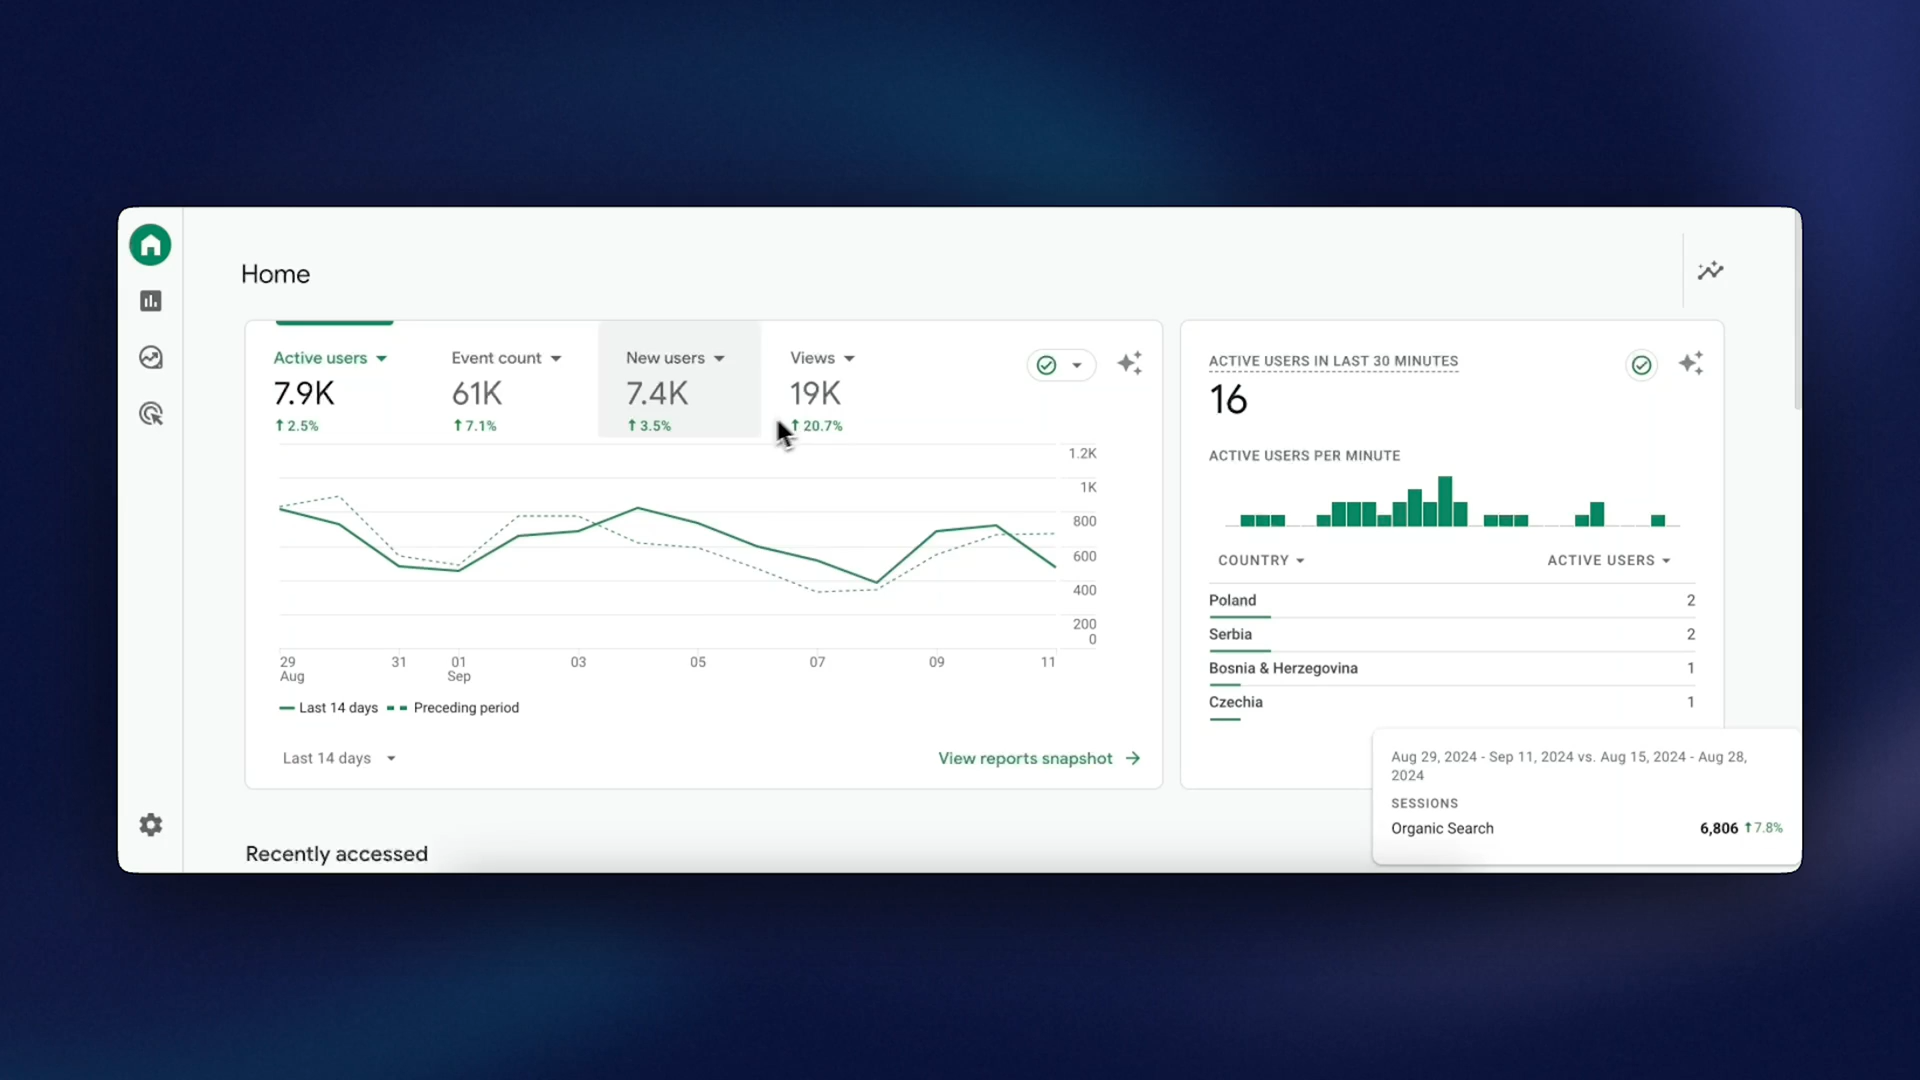 Home
Active users
7.9K
2.5%
Event count
61K
7.1%
New users
7.4K
3.5%
Views
19K
20.7%
1.2K
1K
800
600
400
200
0
29
Aug
31
01
Sep
03
05
07
09
11
Last 14 days
Preceding period
Last 14 days
View reports snapshot
ACTIVE USERS IN LAST 30 MINUTES
16
ACTIVE USERS PER MINUTE
COUNTRY
ACTIVE USERS
Poland 2
Serbia 2
Bosnia & Herzegovina 1
Czechia 1
Aug 29, 2024 - Sep 11, 2024 vs. Aug 15, 2024 - Aug 28,
2024
SESSIONS
Organic Search 6,806 7.8%
Recently accessed